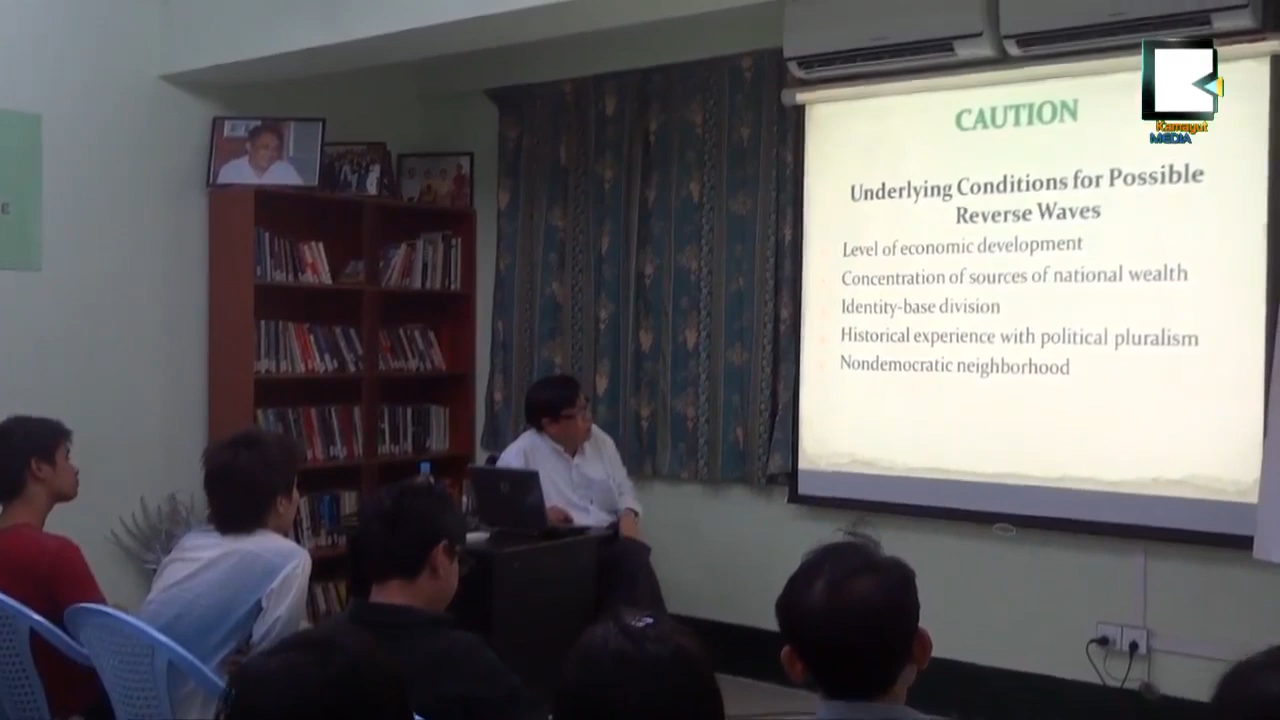 CAUTION
Underlying Conditions for Possible
Reverse Waves
Level of economic development
Concentration of sources of national wealth
Identity-base division
Historical experience with political pluralism
Nondemocratic neighborhood
Kamayut
MEDIA
E